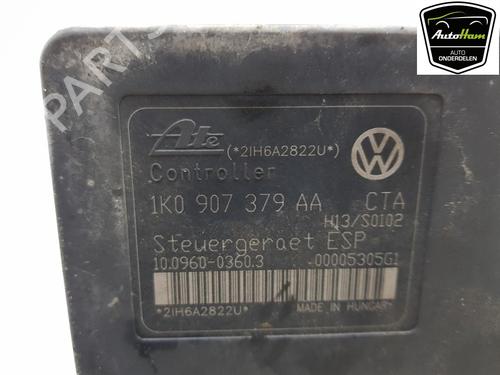 AutoHam
AUTO
ONDERDELEN
PARTS
Ate (*2IH6A2822U*)
Controller
1K0 907 379 AA CTA
H13/S0102
Steuergeraet ESP
10.0960-0360.3 00005305G1
*2IH6A2822U* MADE IN HUNGARY